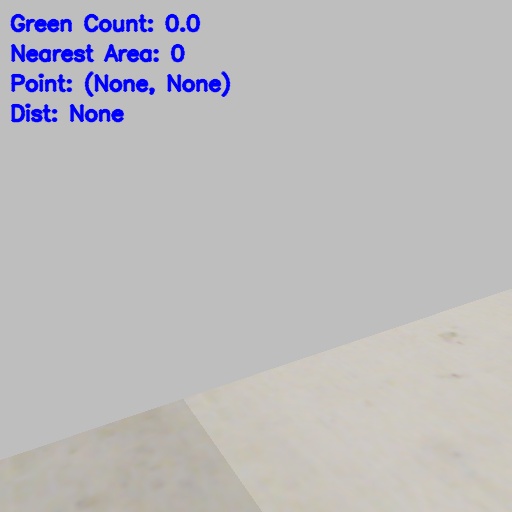 Green Count: 0.0
Nearest Area: 0
Point: (None, None)
Dist: None